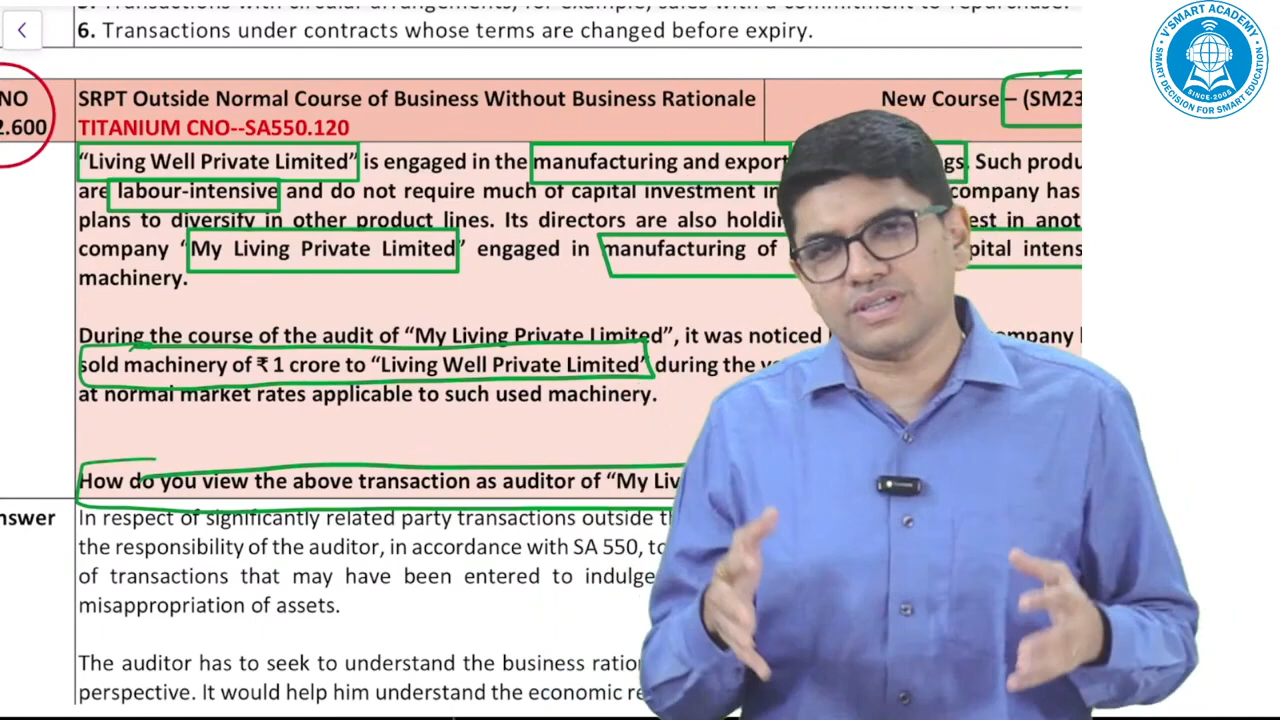 6. Transactions under contracts whose terms are changed before expiry.
VSMART ACADEMY
SMART DECISION FOR SMART EDUCATION
SINCE-2005
NO
2.600
SRPT Outside Normal Course of Business Without Business Rationale
New Course – (SM23
TITANIUM CNO--SA550.120
“Living Well Private Limited” is engaged in the manufacturing and export gs. Such produ
are labour-intensive and do not require much of capital investment in company has
plans to diversify in other product lines. Its directors are also holdin est in anot
company “My Living Private Limited” engaged in manufacturing of pital intens
machinery.
During the course of the audit of “My Living Private Limited”, it was noticed ompany
sold machinery of ₹ 1 crore to “Living Well Private Limited” during the
at normal market rates applicable to such used machinery.
How do you view the above transaction as auditor of “My Liv
nswer
In respect of significantly related party transactions outside t
the responsibility of the auditor, in accordance with SA 550, to
of transactions that may have been entered to indulge
misappropriation of assets.
The auditor has to seek to understand the business ratio
perspective. It would help him understand the economic re